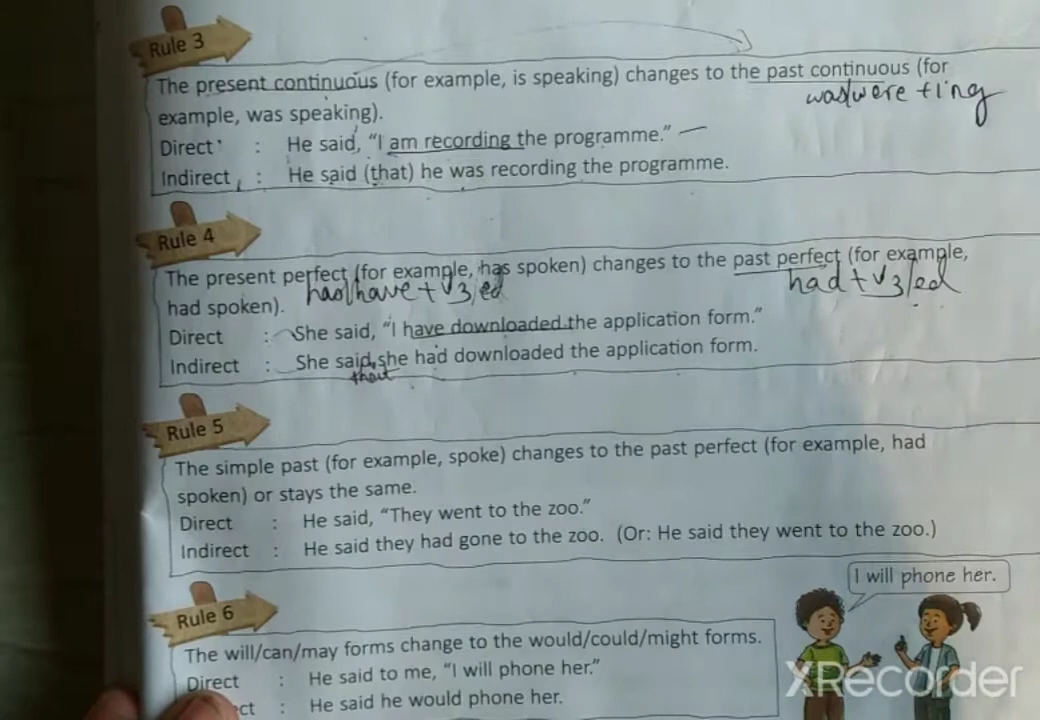 Rule 3
The present continuous (for example, is speaking) changes to the past continuous (for
was/were +ing
example, was speaking).
Direct : He said, “I am recording the programme.”
Indirect : He said (that) he was recording the programme.
Rule 4
The present perfect (for example, has spoken) changes to the past perfect (for example,
has/have + V3/ed
had + V3/ed
had spoken).
Direct : She said, “I have downloaded the application form.”
Indirect : She said, she had downloaded the application form.
that
Rule 5
The simple past (for example, spoke) changes to the past perfect (for example, had
spoken) or stays the same.
Direct : He said, “They went to the zoo.”
Indirect : He said they had gone to the zoo. (Or: He said they went to the zoo.)
I will phone her.
Rule 6
The will/can/may forms change to the would/could/might forms.
Direct : He said to me, “I will phone her.”
ct : He said he would phone her.
XRecorder